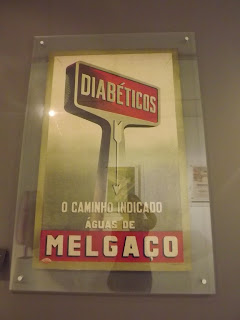 DIABÉTICOS
O CAMINHO INDICADO
ÁGUAS DE
MELGAÇO